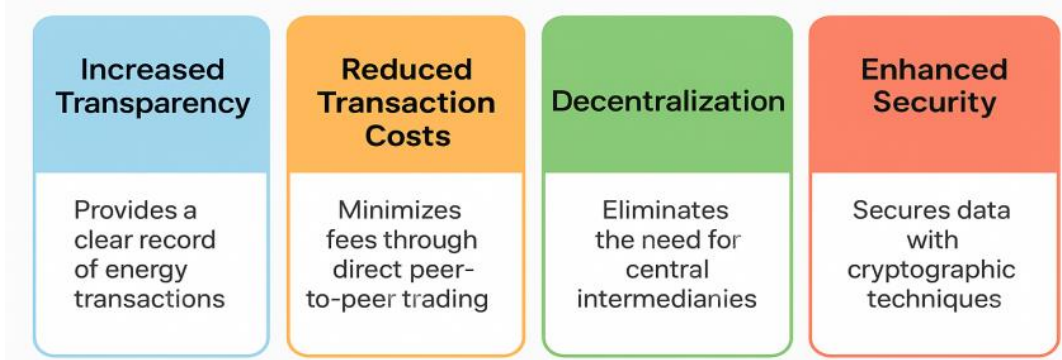 Increased
Transparency
Provides a
clear record
of energy
transactions
Reduced
Transaction
Costs
Minimizes
fees through
direct peer-
to-peer trading
Decentralization
Eliminates
the need for
central
intermedianies
Enhanced
Security
Secures data
with
cryptographic
techniques